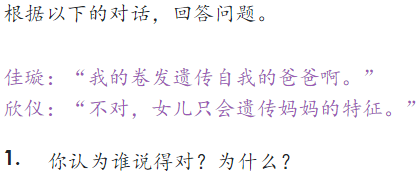 根据以下的对话，回答问题。
佳璇：“我的卷发遗传自我的爸爸啊。”
欣仪：“不对，女儿只会遗传妈妈的特征。”
1. 你认为谁说得对？为什么？